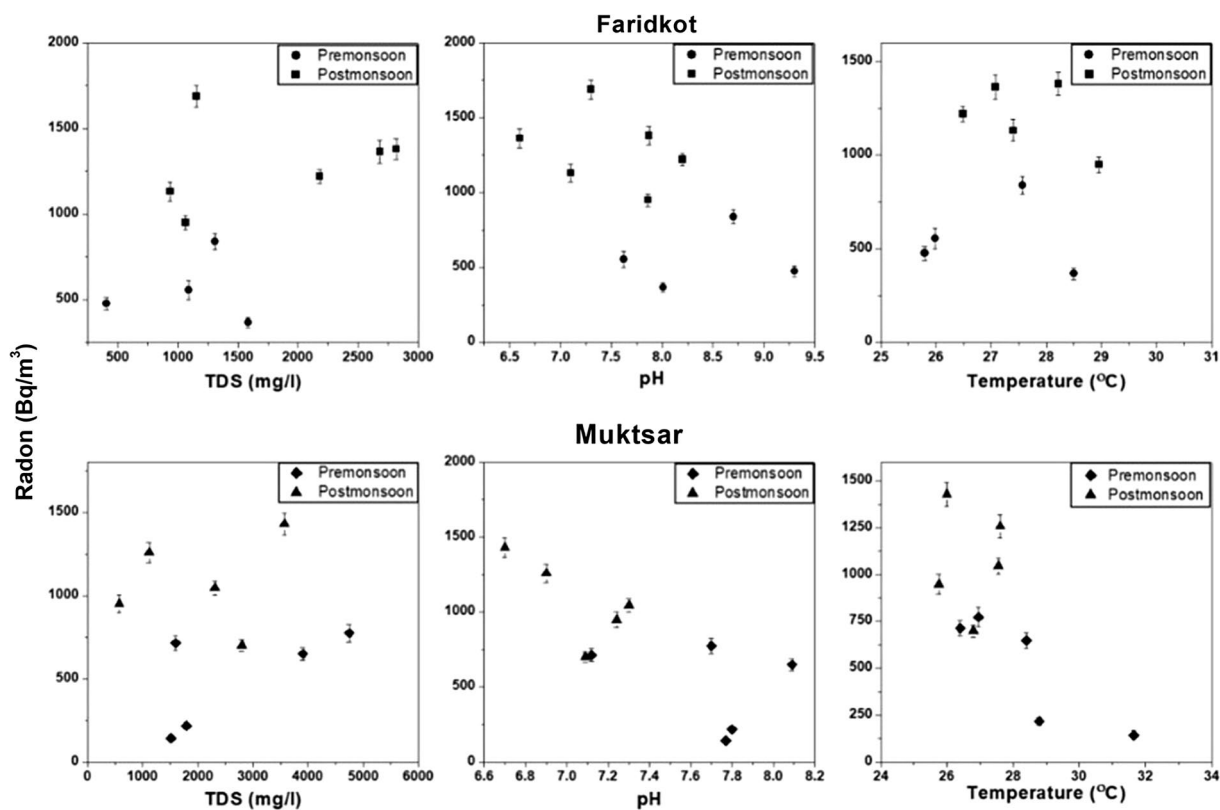 Faridkot
Premonsoon
Postmonsoon
2000
1500
1000
500
500 1000 1500 2000 2500 3000
TDS (mg/l)
Premonsoon
Postmonsoon
2000
1500
1000
500
0
6.5 7.0 7.5 8.0 8.5 9.0 9.5
pH
Premonsoon
Postmonsoon
1500
1000
500
0
25 26 27 28 29 30 31
Temperature (°C)
Radon (Bq/m³)
Muktsar
Premonsoon
Postmonsoon
1500
1000
500
0
0 1000 2000 3000 4000 5000 6000
TDS (mg/l)
Premonsoon
Postmonsoon
2000
1500
1000
500
0
6.6 6.8 7.0 7.2 7.4 7.6 7.8 8.0 8.2
pH
Premonsoon
Postmonsoon
1500
1250
1000
750
500
250
0
24 26 28 30 32 34
Temperature (°C)